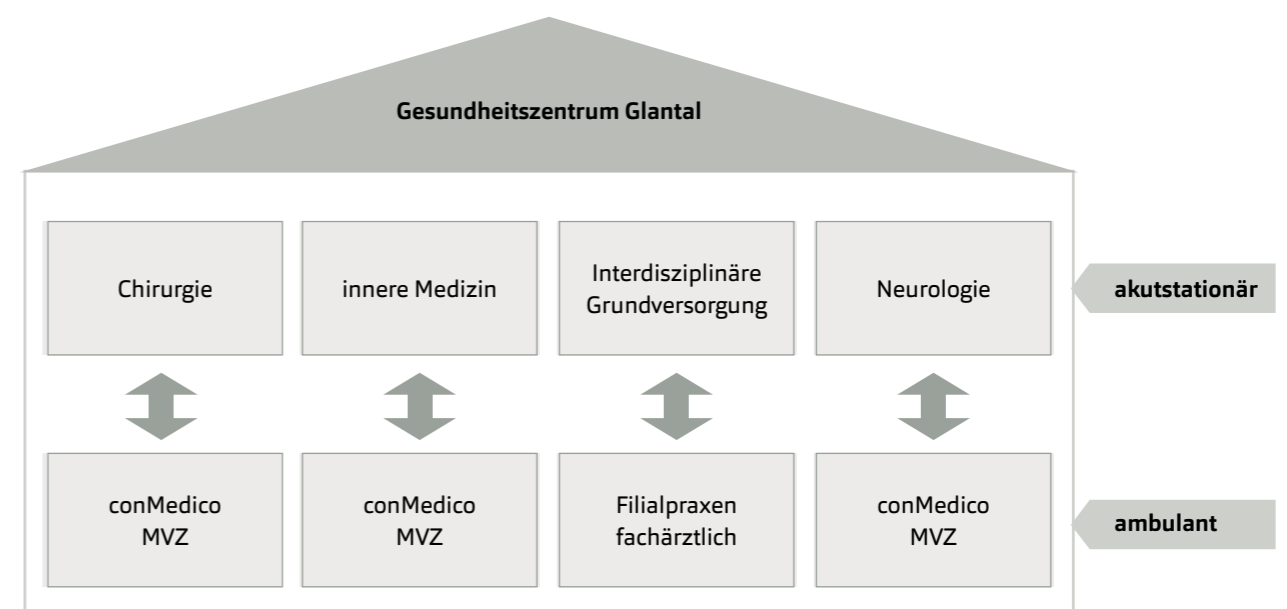 Gesundheitszentrum Glantal
Chirurgie
innere Medizin
Interdisziplinäre
Grundversorgung
Neurologie
akutstationär
conMedico
MVZ
conMedico
MVZ
Filialpraxen
fachärztlich
conMedico
MVZ
ambulant